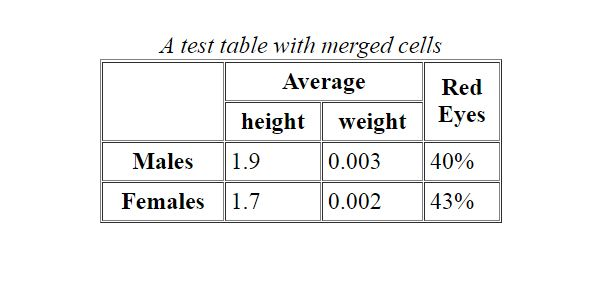 A test table with merged cells
Average
Red
Eyes
height weight
Males 1.9 0.003 40%
Females 1.7 0.002 43%